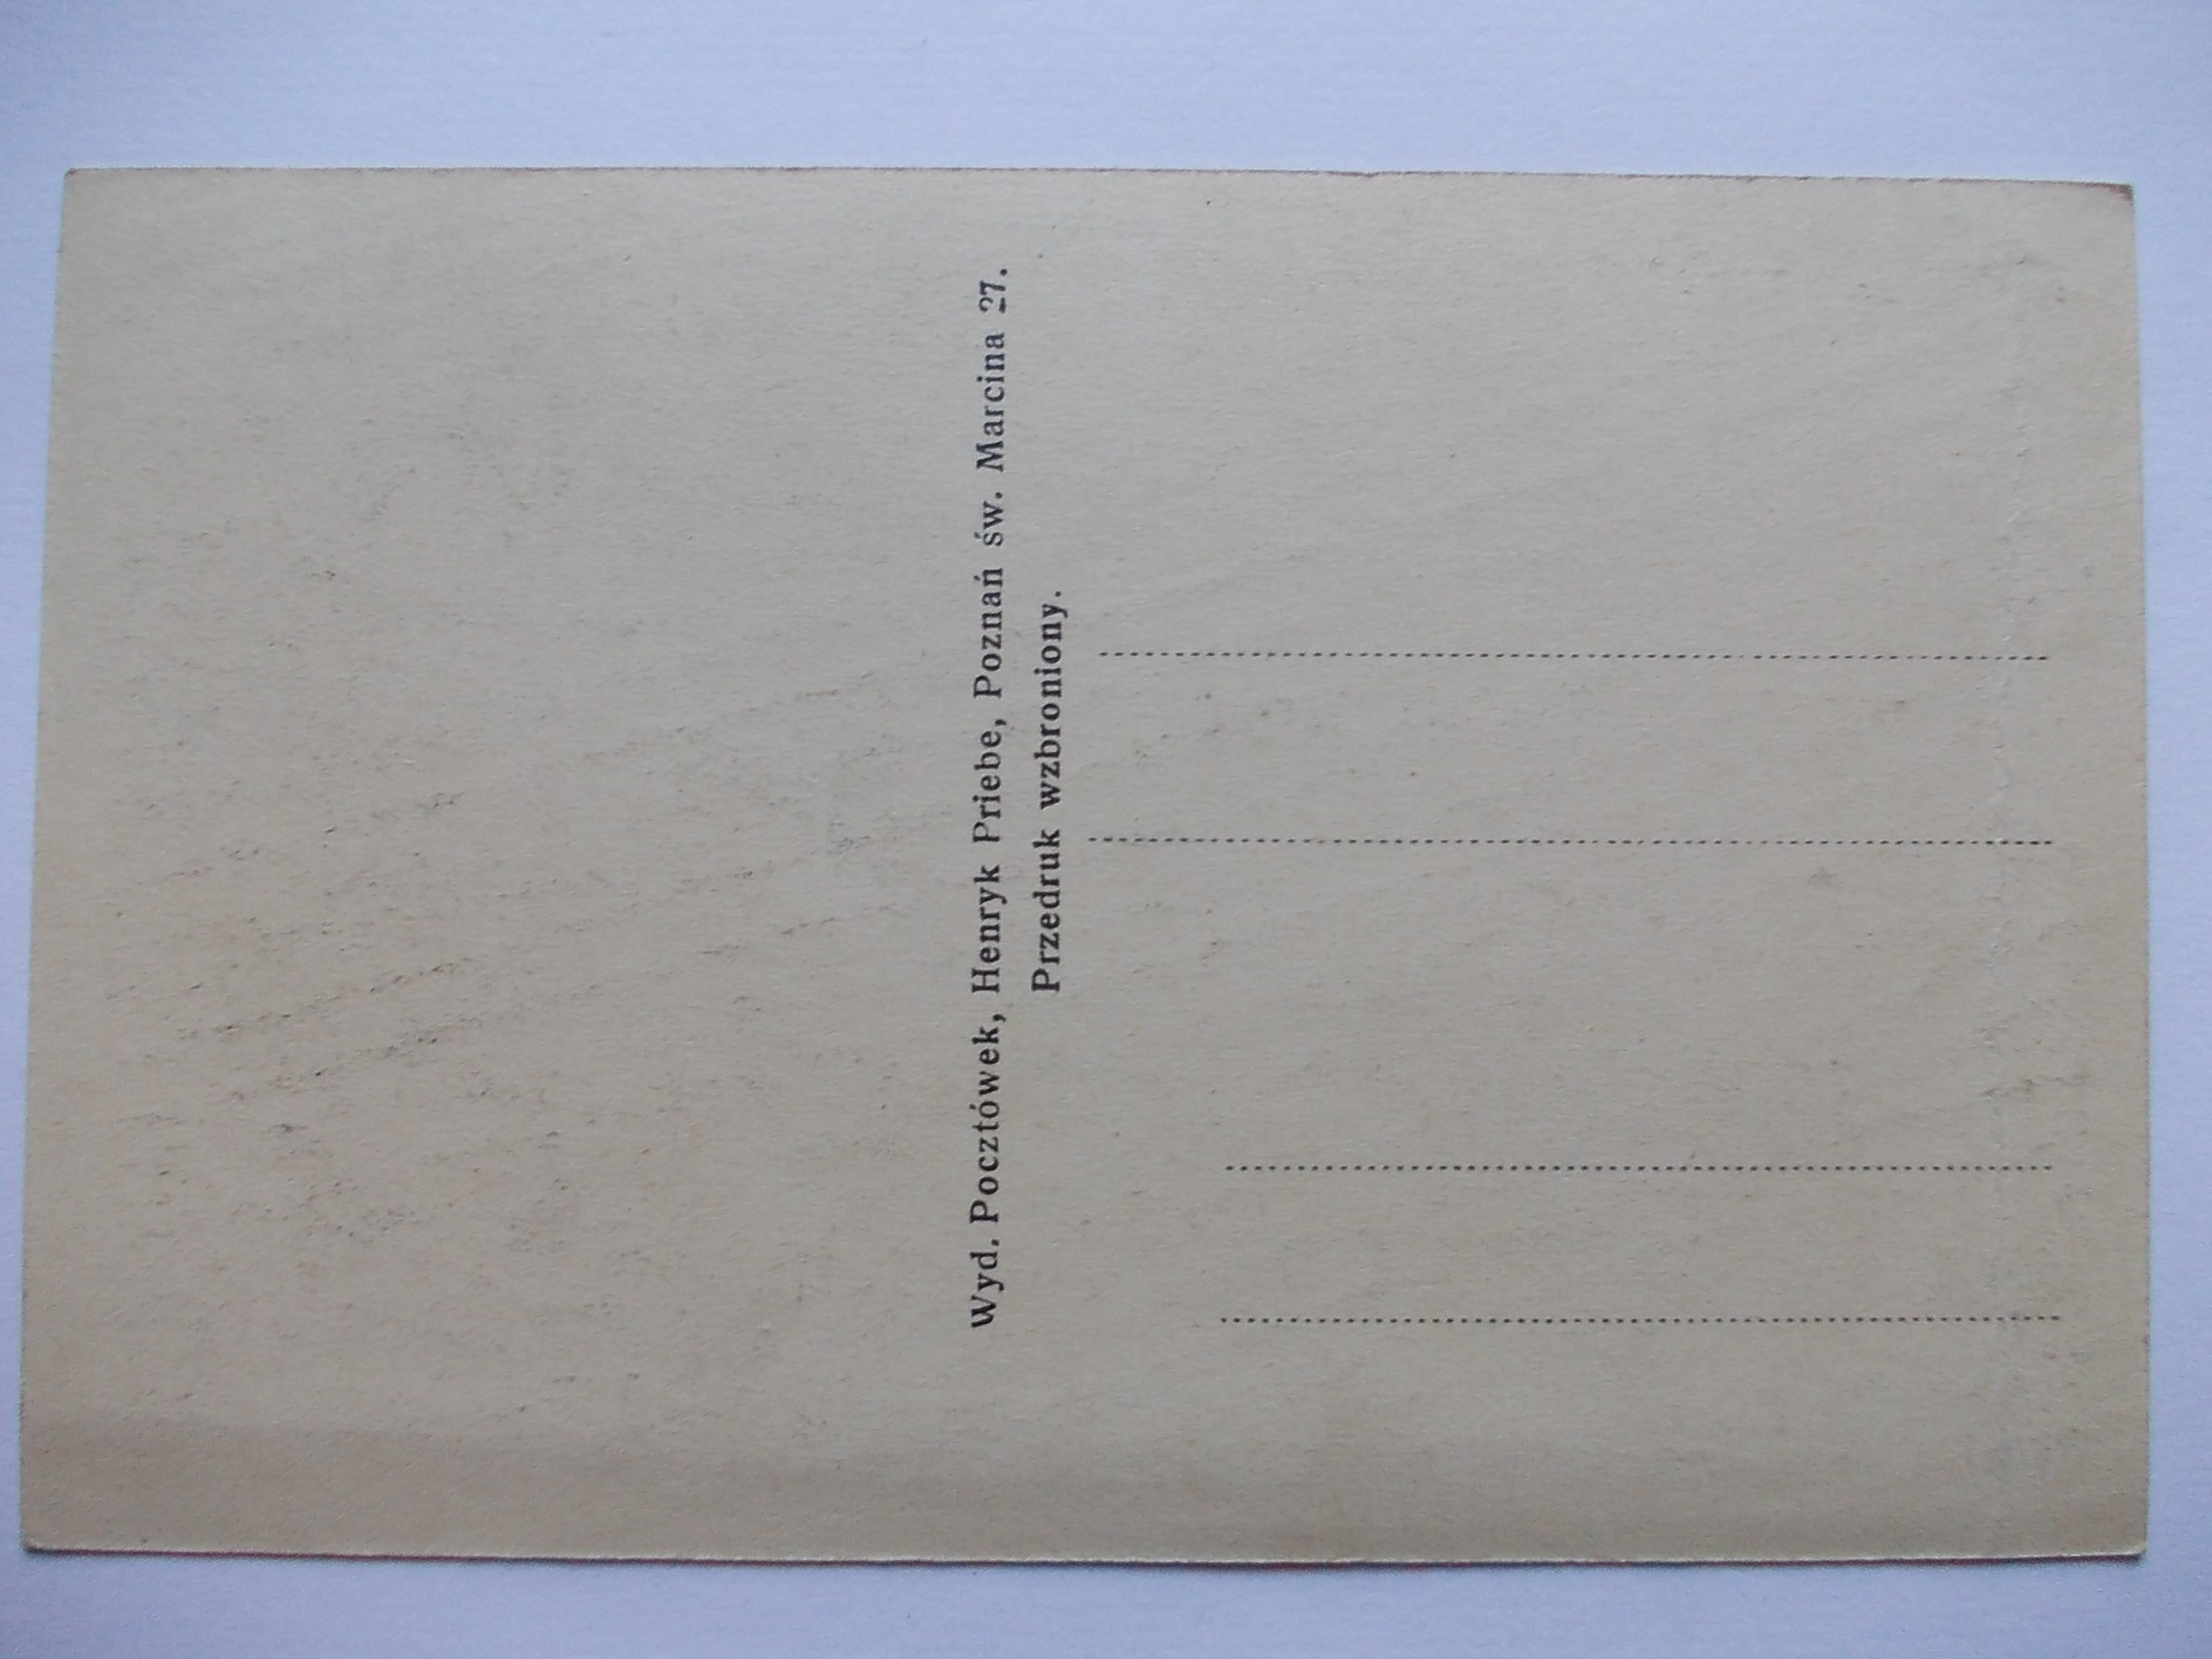 Wyd. Pocztówek, Henryk Priebe, Poznań św. Marcina 27.
Przedruk wzbroniony.